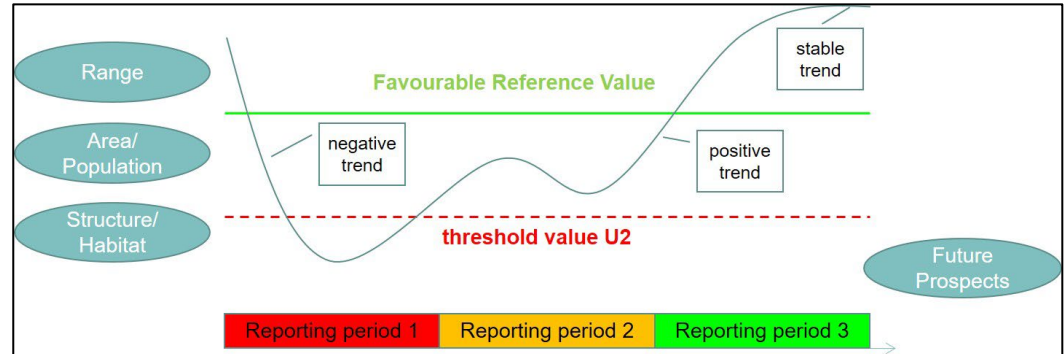 Range
Area/
Population
Structure/
Habitat
Favourable Reference Value
negative
trend
positive
trend
stable
trend
threshold value U2
Future
Prospects
Reporting period 1
Reporting period 2
Reporting period 3